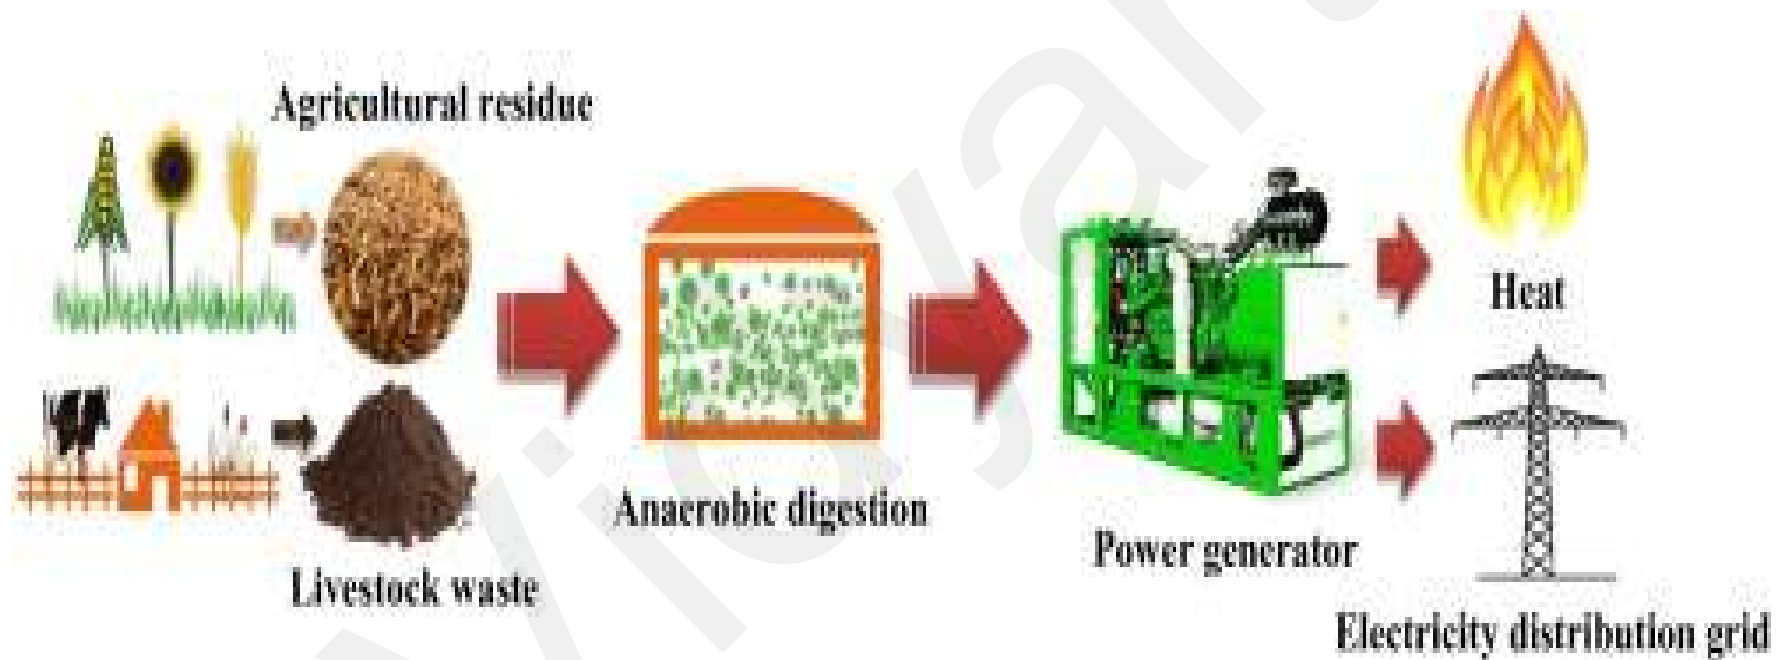 Agricultural residue
Livestock waste
Anaerobic digestion
Power generator
Heat
Electricity distribution grid